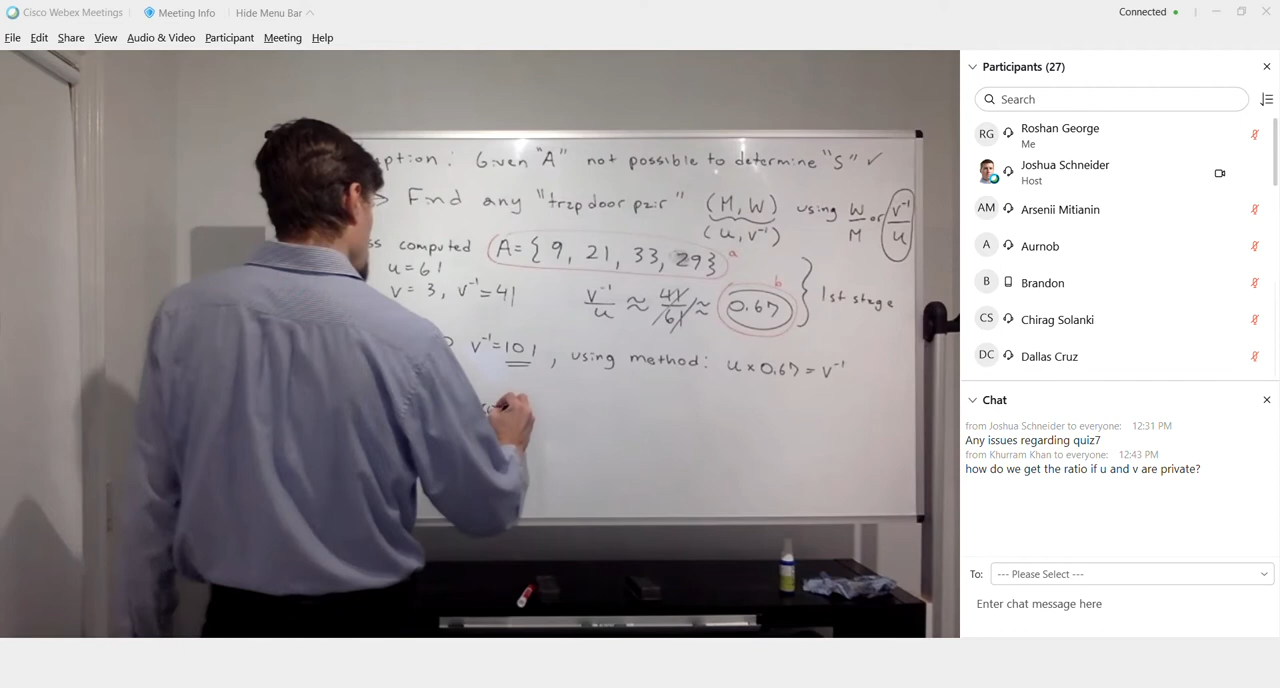 Cisco Webex Meetings Meeting Info Hide Menu Bar Connected
File Edit Share View Audio & Video Participant Meeting Help
ption: Given "A" not possible to determine "S" ✓
> Find any "trapdoor pair" (M, W) using W/M or v⁻¹/u
(u, v⁻¹)
ss computed A = { 9, 21, 33, 29} a
u = 61
v = 3, v⁻¹ = 41
v⁻¹/u ≈ 41/61 ≈ 0.67 b } 1st stage
v⁻¹ = 101, using method: u × 0.67 = v⁻¹
Participants (27)
Search
RG Roshan George
Me
Joshua Schneider
Host
AM Arsenii Mitianin
A Aurnob
B Brandon
CS Chirag Solanki
DC Dallas Cruz
Chat
from Joshua Schneider to everyone: 12:31 PM
Any issues regarding quiz7
from Khurram Khan to everyone: 12:43 PM
how do we get the ratio if u and v are private?
To: --- Please Select ---
Enter chat message here